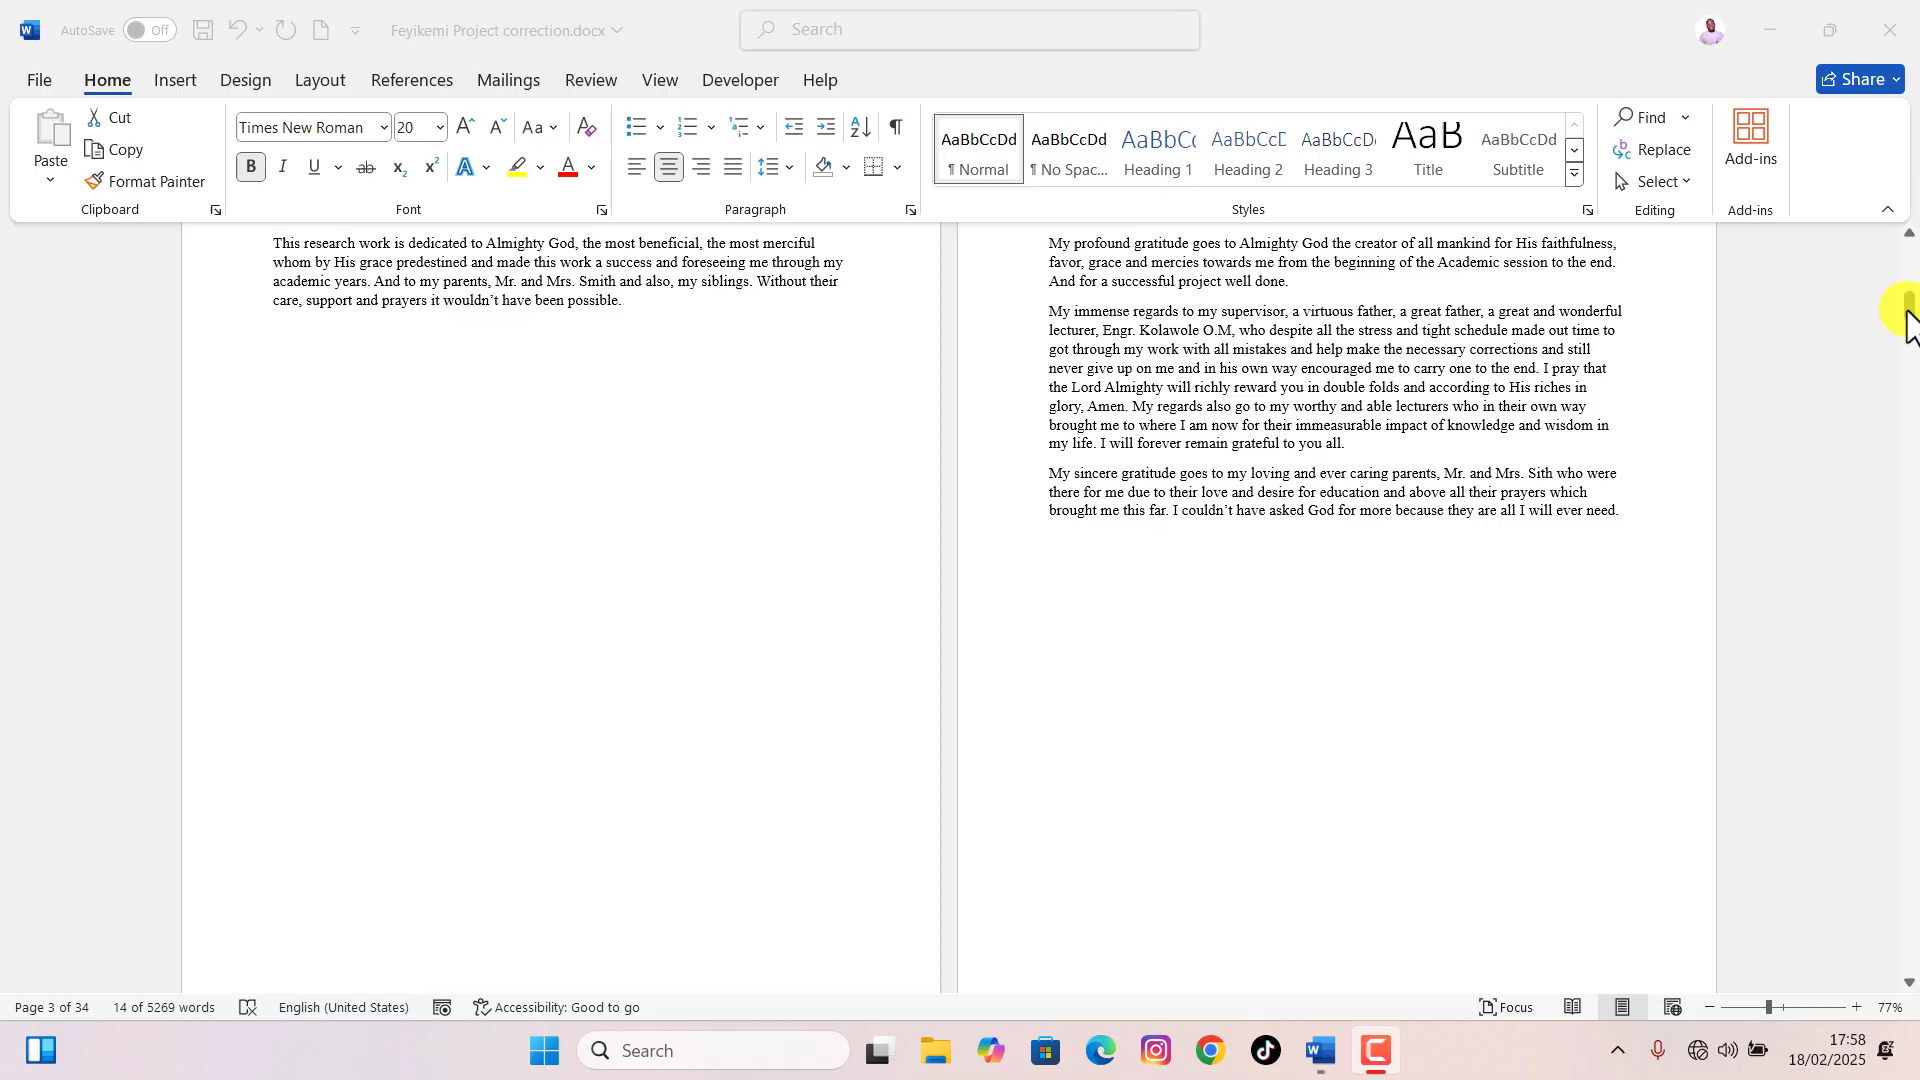 AutoSave Off Feyikemi Project correction.docx Search
File Home Insert Design Layout References Mailings Review View Developer Help Share
Paste Cut Copy Format Painter
Clipboard
Times New Roman 20
Font
Paragraph
AaBbCcDd AaBbCcDd AaBbCc AaBbCcD AaBbCcDd AaB AaBbCcDd
¶ Normal ¶ No Spac... Heading 1 Heading 2 Heading 3 Title Subtitle
Styles
Find
Replace
Select
Editing
Add-ins
Add-ins
This research work is dedicated to Almighty God, the most beneficial, the most merciful
whom by His grace predestined and made this work a success and foreseeing me through my
academic years. And to my parents, Mr. and Mrs. Smith and also, my siblings. Without their
care, support and prayers it wouldn’t have been possible.
My profound gratitude goes to Almighty God the creator of all mankind for His faithfulness,
favor, grace and mercies towards me from the beginning of the Academic session to the end.
And for a successful project well done.
My immense regards to my supervisor, a virtuous father, a great father, a great and wonderful
lecturer, Engr. Kolawole O.M, who despite all the stress and tight schedule made out time to
got through my work with all mistakes and help make the necessary corrections and still
never give up on me and in his own way encouraged me to carry one to the end. I pray that
the Lord Almighty will richly reward you in double folds and according to His riches in
glory, Amen. My regards also go to my worthy and able lecturers who in their own way
brought me to where I am now for their immeasurable impact of knowledge and wisdom in
my life. I will forever remain grateful to you all.
My sincere gratitude goes to my loving and ever caring parents, Mr. and Mrs. Sith who were
there for me due to their love and desire for education and above all their prayers which
brought me this far. I couldn’t have asked God for more because they are all I will ever need.
Page 3 of 34 14 of 5269 words English (United States) Accessibility: Good to go Focus 77%
Search
17:58
18/02/2025